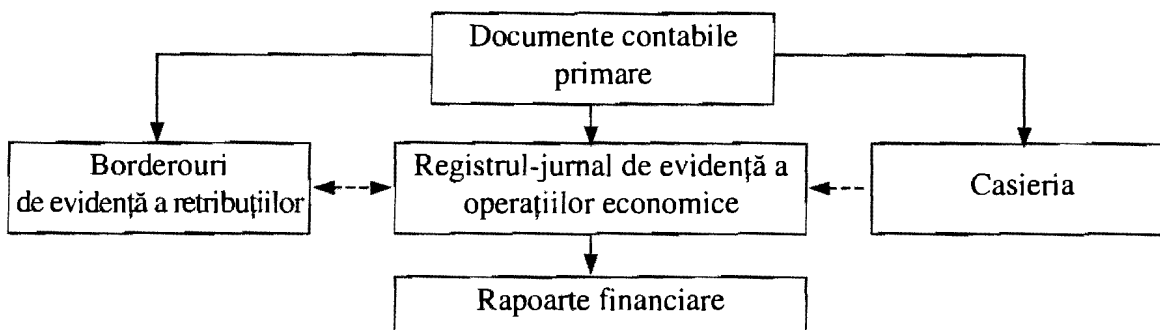 Documente contabile
primare
Borderouri
de evidență a retribuțiilor
Registrul-jurnal de evidență a
operațiilor economice
Casieria
Rapoarte financiare